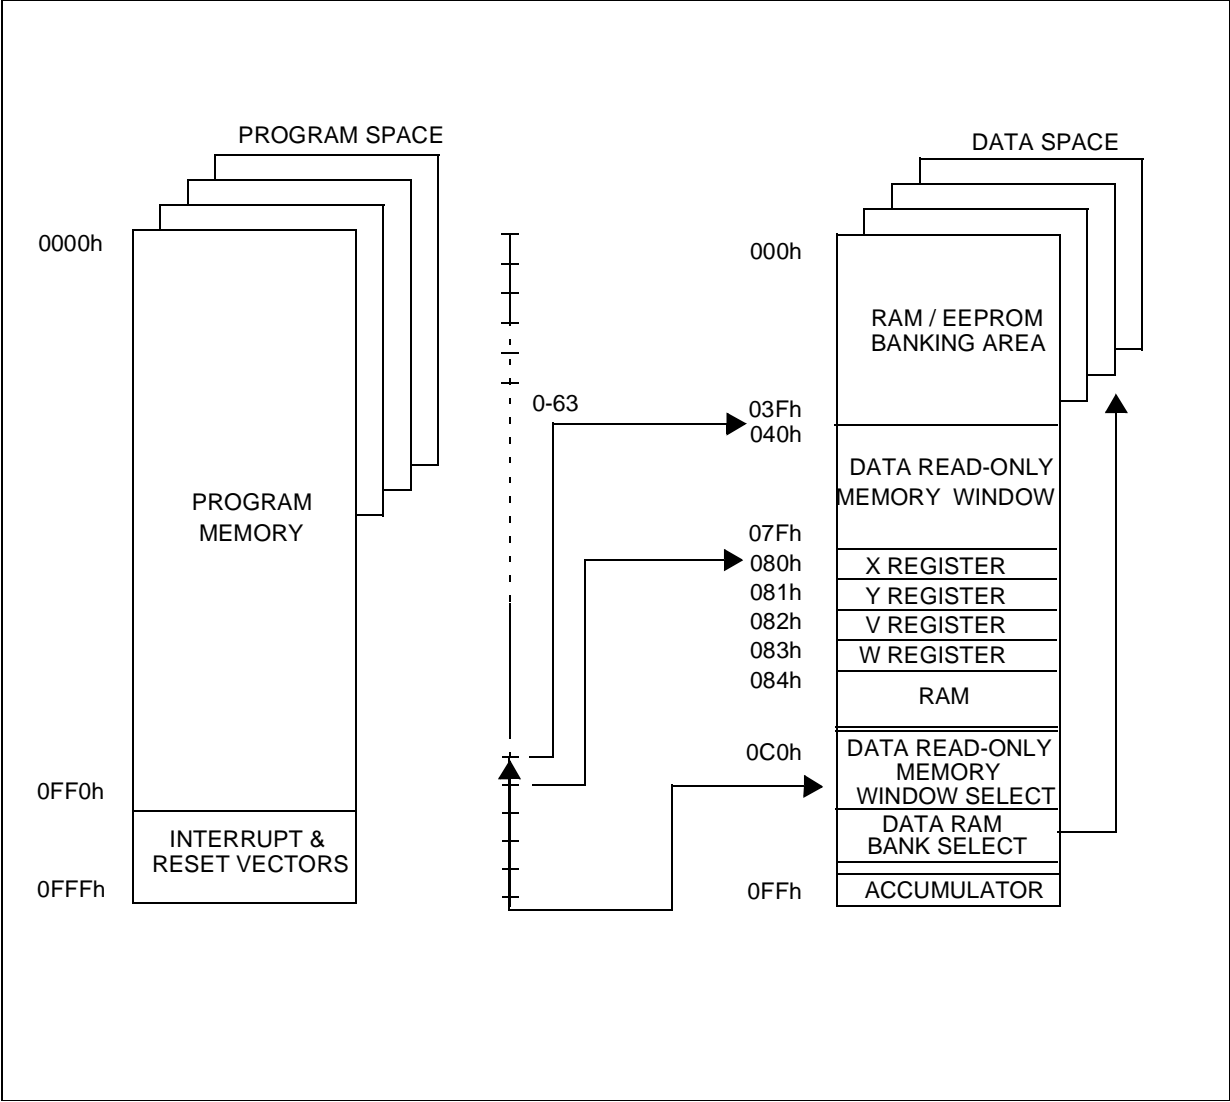 PROGRAM SPACE
0000h
PROGRAM
MEMORY
0FF0h
INTERRUPT &
RESET VECTORS
0FFFh
0-63
DATA SPACE
000h
RAM / EEPROM
BANKING AREA
03Fh
040h
DATA READ-ONLY
MEMORY WINDOW
07Fh
080h
X REGISTER
081h
Y REGISTER
082h
V REGISTER
083h
W REGISTER
084h
RAM
0C0h
DATA READ-ONLY
MEMORY
WINDOW SELECT
DATA RAM
BANK SELECT
0FFh
ACCUMULATOR